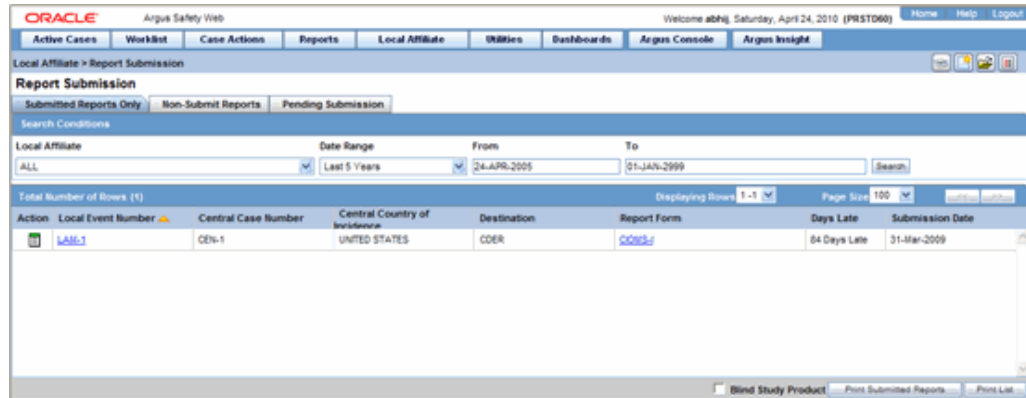 ORACLE Argus Safety Web Welcome abhij, Saturday, April 24, 2010 (PRSTD60) Home Help Logout
Active Cases Worklist Case Actions Reports Local Affiliate Utilities Dashboards Argus Console Argus Insight
Local Affiliate > Report Submission
Report Submission
Submitted Reports Only Non-Submit Reports Pending Submission
Search Conditions
Local Affiliate Date Range From To
ALL Last 5 Years 24-APR-2005 01-JAN-2999 Search
Total Number of Rows (1) Displaying Rows 1 -1 Page Size 100 << >>
Action Local Event Number Central Case Number Central Country of Incidence Destination Report Form Days Late Submission Date
LAM-1 CEN-1 UNITED STATES CDER CIOMS-I 84 Days Late 31-Mar-2009
Blind Study Product Print Submitted Reports Print List